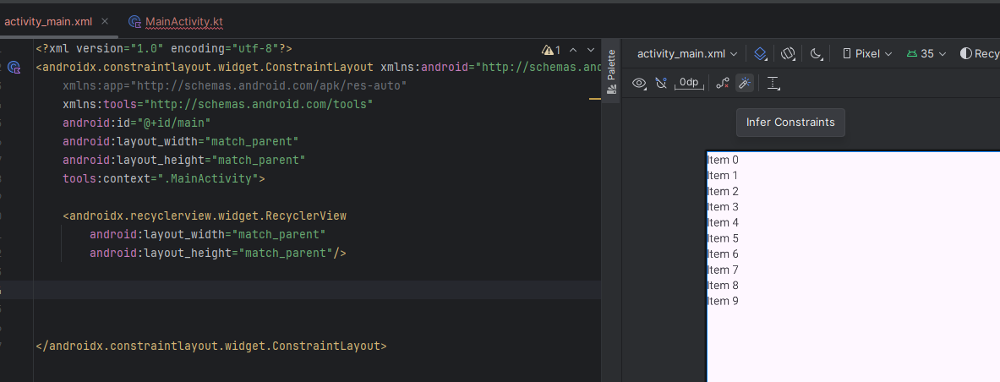 activity_main.xml
MainActivity.kt
<?xml version="1.0" encoding="utf-8"?>
1
<androidx.constraintlayout.widget.ConstraintLayout xmlns:android="http://schemas.and
xmlns:app="http://schemas.android.com/apk/res-auto"
xmlns:tools="http://schemas.android.com/tools"
android:id="@+id/main"
android:layout_width="match_parent"
android:layout_height="match_parent"
tools:context=".MainActivity">
<androidx.recyclerview.widget.RecyclerView
android:layout_width="match_parent"
android:layout_height="match_parent"/>
</androidx.constraintlayout.widget.ConstraintLayout>
Palette
activity_main.xml
Pixel
35
Recy
0dp
Infer Constraints
Item 0
Item 1
Item 2
Item 3
Item 4
Item 5
Item 6
Item 7
Item 8
Item 9